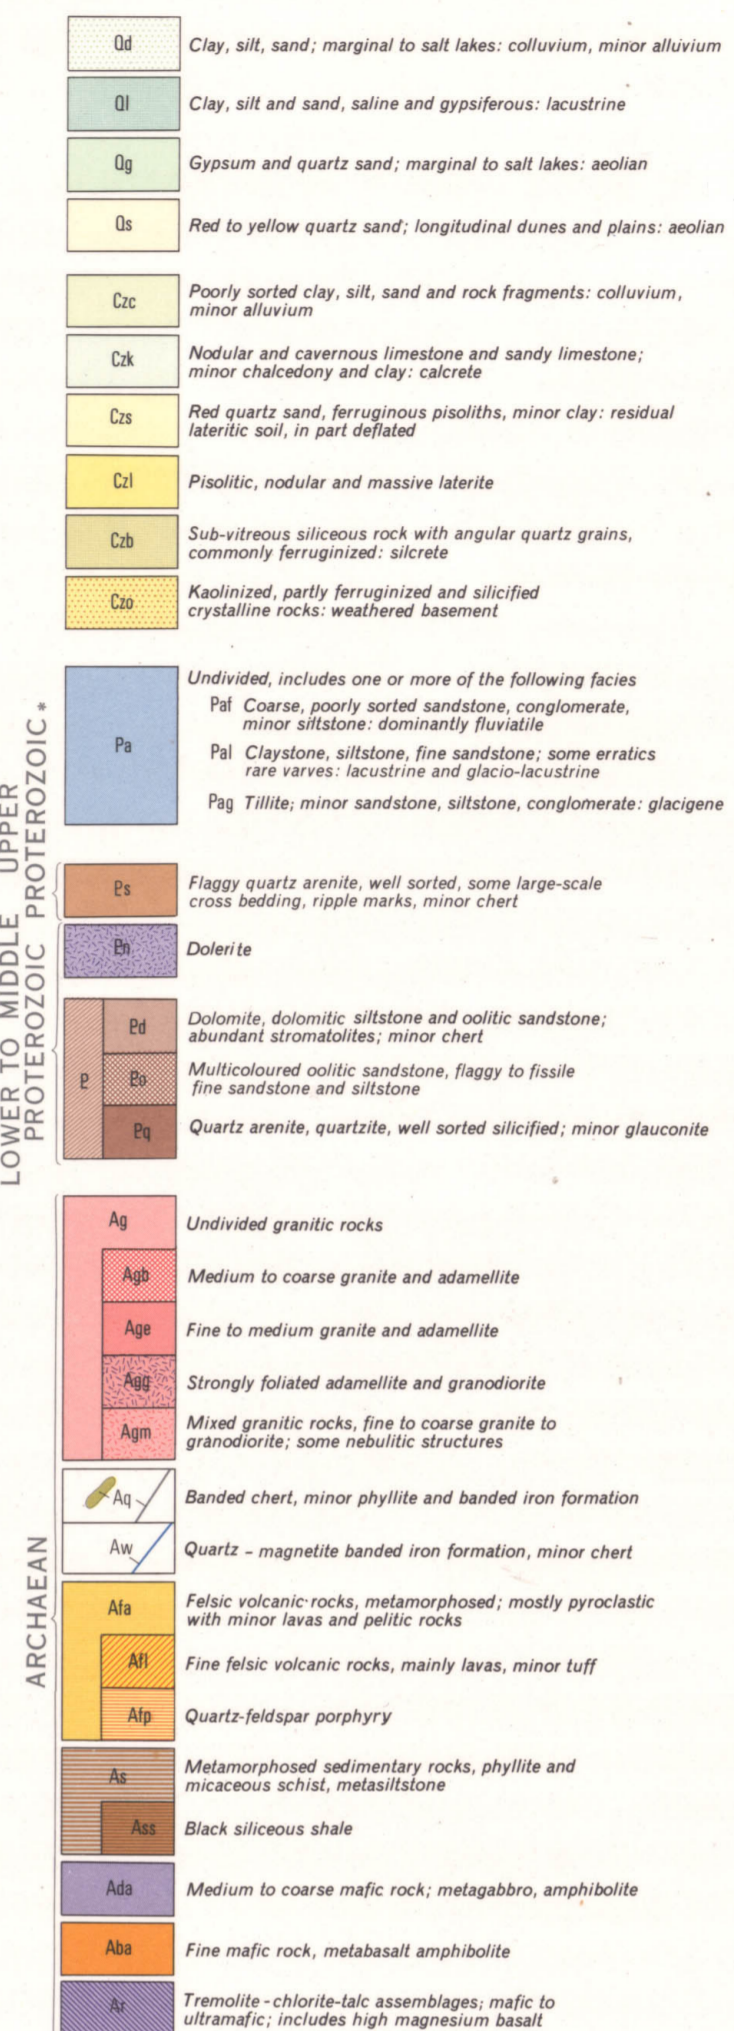 Qd Clay, silt, sand; marginal to salt lakes: colluvium, minor alluvium
Ql Clay, silt and sand, saline and gypsiferous: lacustrine
Qg Gypsum and quartz sand; marginal to salt lakes: aeolian
Qs Red to yellow quartz sand; longitudinal dunes and plains: aeolian
Czc Poorly sorted clay, silt, sand and rock fragments: colluvium,
minor alluvium
Czk Nodular and cavernous limestone and sandy limestone;
minor chalcedony and clay: calcrete
Czs Red quartz sand, ferruginous pisoliths, minor clay: residual
lateritic soil, in part deflated
Czl Pisolitic, nodular and massive laterite
Czb Sub-vitreous siliceous rock with angular quartz grains,
commonly ferruginized: silcrete
Czo Kaolinized, partly ferruginized and silicified
crystalline rocks: weathered basement
UPPER
PROTEROZOIC *
Pa Undivided, includes one or more of the following facies
Paf Coarse, poorly sorted sandstone, conglomerate,
minor siltstone: dominantly fluviatile
Pal Claystone, siltstone, fine sandstone; some erratics
rare varves: lacustrine and glacio-lacustrine
Pag Tillite; minor sandstone, siltstone, conglomerate: glacigene
Ps Flaggy quartz arenite, well sorted, some large-scale
cross bedding, ripple marks, minor chert
LOWER TO MIDDLE
PROTEROZOIC
Pn Dolerite
P
Pd Dolomite, dolomitic siltstone and oolitic sandstone;
abundant stromatolites; minor chert
Po Multicoloured oolitic sandstone, flaggy to fissile
fine sandstone and siltstone
Pq Quartz arenite, quartzite, well sorted silicified; minor glauconite
ARCHAEAN
Ag Undivided granitic rocks
Agb Medium to coarse granite and adamellite
Age Fine to medium granite and adamellite
Agg Strongly foliated adamellite and granodiorite
Agm Mixed granitic rocks, fine to coarse granite to
granodiorite; some nebulitic structures
Aq Banded chert, minor phyllite and banded iron formation
Aw Quartz – magnetite banded iron formation, minor chert
Afa Felsic volcanic rocks, metamorphosed; mostly pyroclastic
with minor lavas and pelitic rocks
Afl Fine felsic volcanic rocks, mainly lavas, minor tuff
Afp Quartz-feldspar porphyry
As Metamorphosed sedimentary rocks, phyllite and
micaceous schist, metasiltstone
Ass Black siliceous shale
Ada Medium to coarse mafic rock; metagabbro, amphibolite
Aba Fine mafic rock, metabasalt amphibolite
Ar Tremolite - chlorite-talc assemblages; mafic to
ultramafic; includes high magnesium basalt